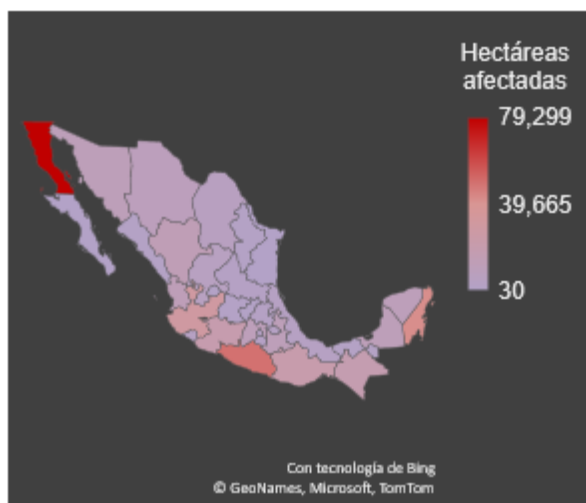 Hectáreas
afectadas
79,299
39,665
30
Con tecnología de Bing
© GeoNames, Microsoft, TomTom